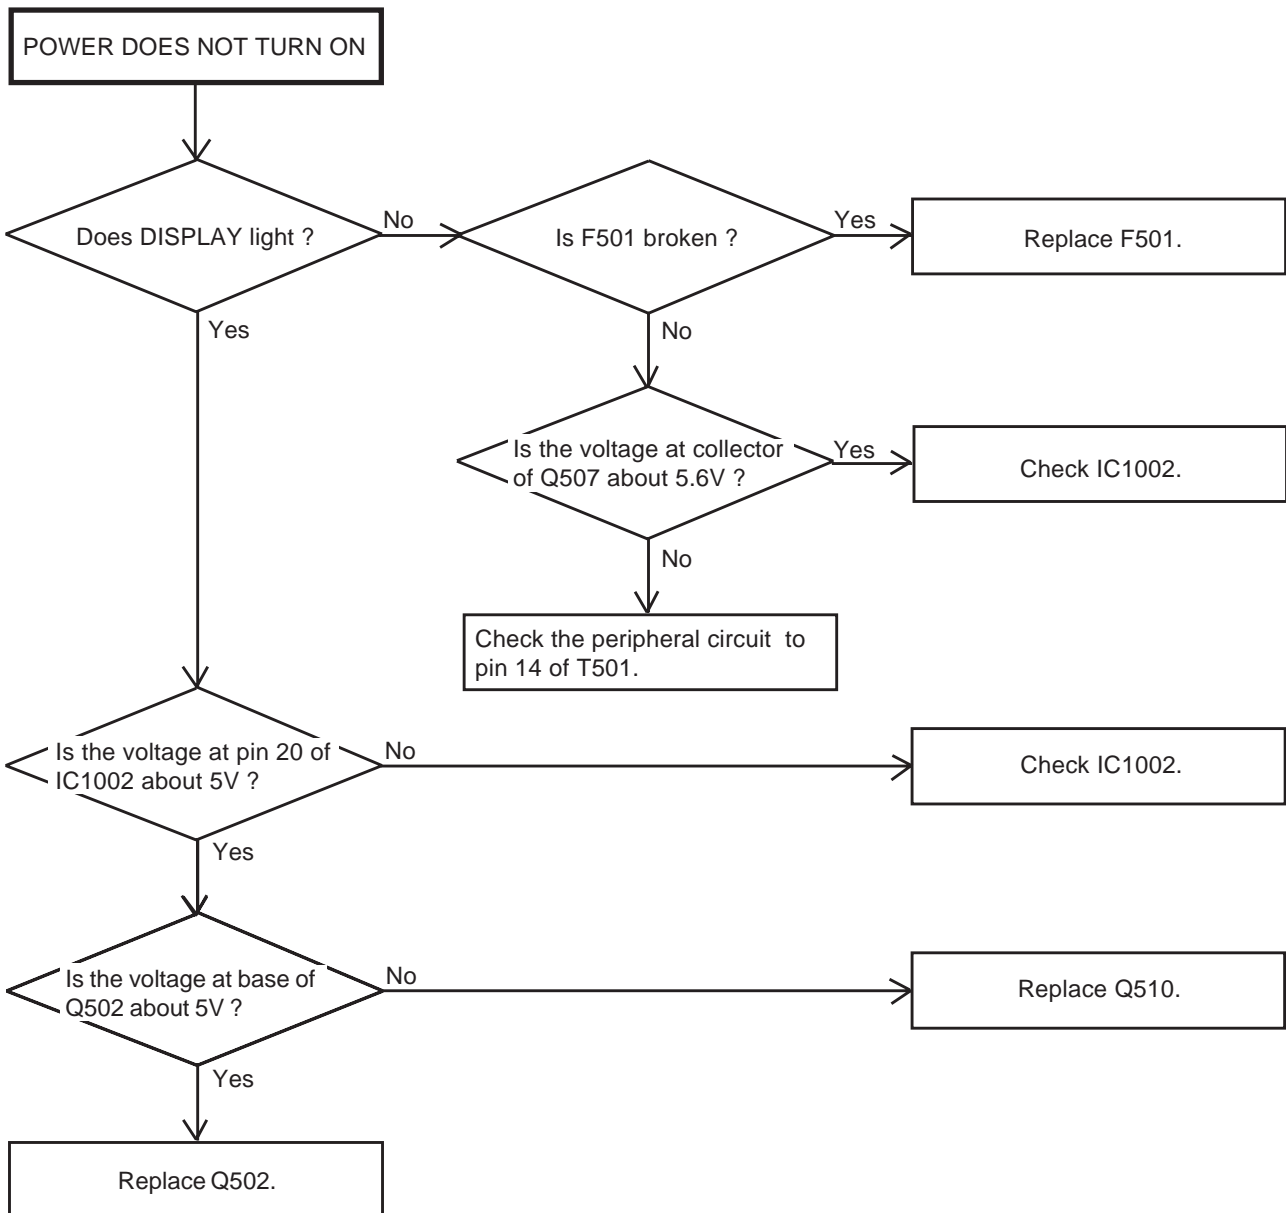 POWER DOES NOT TURN ON
Does DISPLAY light ?
No
Is F501 broken ?
Yes
Replace F501.
Yes
No
Is the voltage at collector
of Q507 about 5.6V ?
Yes
Check IC1002.
No
Check the peripheral circuit to
pin 14 of T501.
Is the voltage at pin 20 of
IC1002 about 5V ?
No
Check IC1002.
Yes
Is the voltage at base of
Q502 about 5V ?
No
Replace Q510.
Yes
Replace Q502.